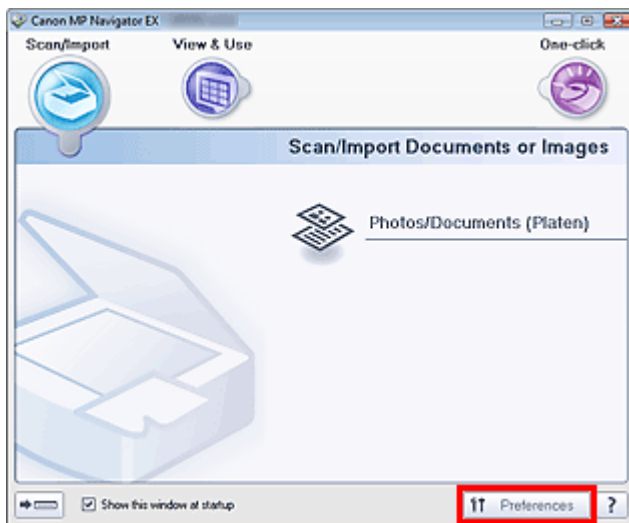 Canon MP Navigator EX
Scan/Import
View & Use
One-click
Scan/Import Documents or Images
Photos/Documents (Platen)
Show this window at startup
Preferences
?